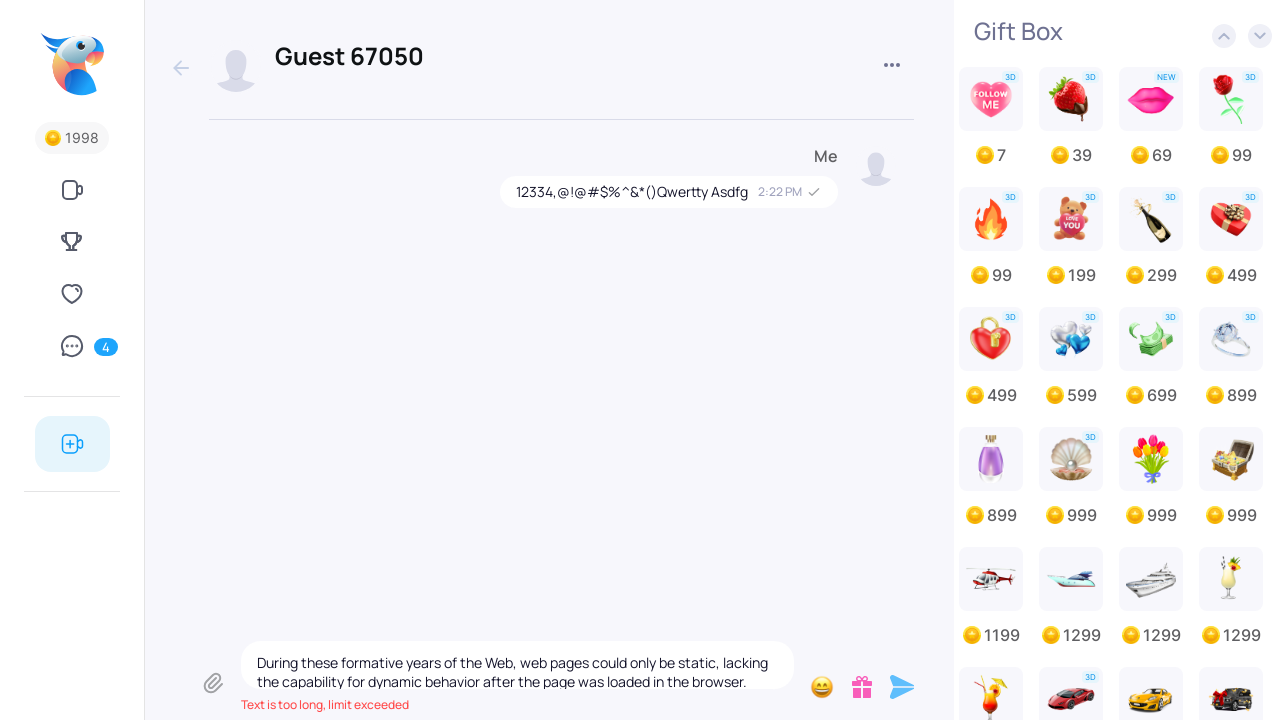 1998
4
Guest 67050
Me
12334,@!@#$%^&*()Qwertty Asdfg 2:22 PM
During these formative years of the Web, web pages could only be static, lacking
the capability for dynamic behavior after the page was loaded in the browser.
Text is too long, limit exceeded
Gift Box
3D 3D NEW 3D
FOLLOW
ME
7 39 69 99
3D 3D 3D 3D
LOVE
YOU
99 199 299 499
3D 3D 3D 3D
499 599 699 899
3D
899 999 999 999
1199 1299 1299 1299
3D